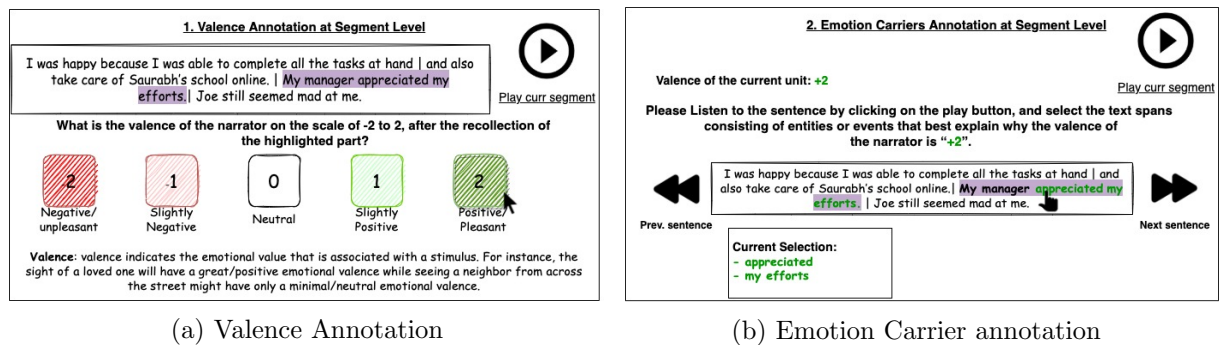 1. Valence Annotation at Segment Level
I was happy because I was able to complete all the tasks at hand | and also
take care of Saurabh's school online. | My manager appreciated my
efforts.| Joe still seemed mad at me.
Play curr segment
What is the valence of the narrator on the scale of -2 to 2, after the recollection of
the highlighted part?
2
-1
0
1
2
Negative/
unpleasant
Slightly
Negative
Neutral
Slightly
Positive
Positive/
Pleasant
Valence: valence indicates the emotional value that is associated with a stimulus. For instance, the
sight of a loved one will have a great/positive emotional valence while seeing a neighbor from across
the street might have only a minimal/neutral emotional valence.
(a) Valence Annotation
2. Emotion Carriers Annotation at Segment Level
Play curr segment
Valence of the current unit: +2
Please Listen to the sentence by clicking on the play button, and select the text spans
consisting of entities or events that best explain why the valence of
the narrator is “+2”.
I was happy because I was able to complete all the tasks at hand | and
also take care of Saurabh's school online.| My manager appreciated my
efforts. | Joe still seemed mad at me.
Prev. sentence
Next sentence
Current Selection:
- appreciated
- my efforts
(b) Emotion Carrier annotation